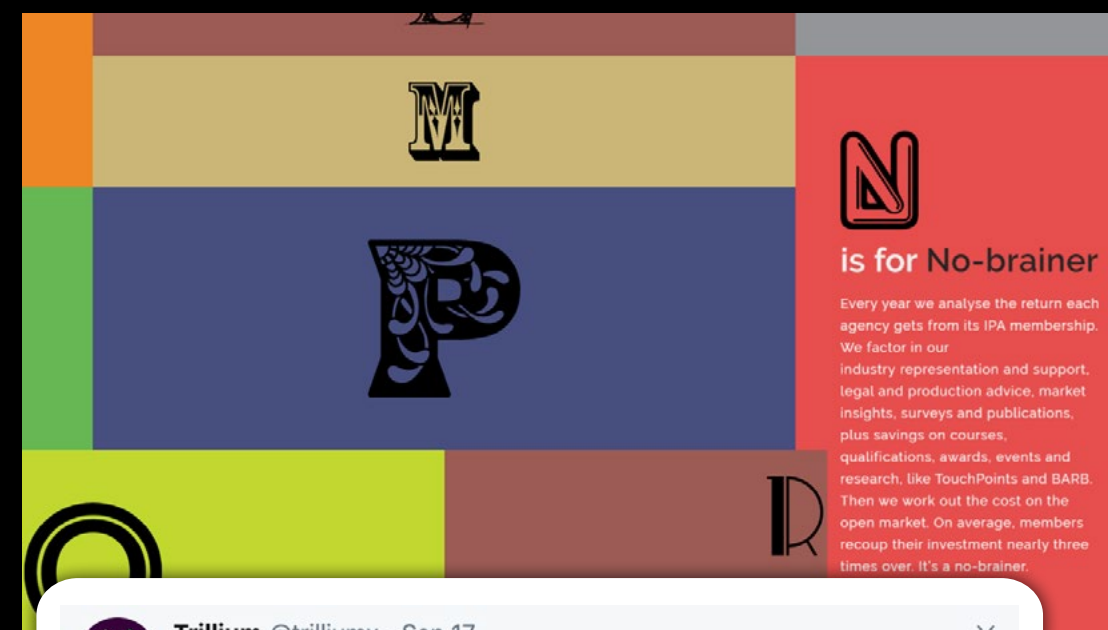 M
N
is for No-brainer
Every year we analyse the return each
agency gets from its IPA membership.
We factor in our
industry representation and support,
legal and production advice, market
insights, surveys and publications,
plus savings on courses,
qualifications, awards, events and
research, like TouchPoints and BARB.
Then we work out the cost on the
open market. On average, members
recoup their investment nearly three
times over. It's a no-brainer.
P
R